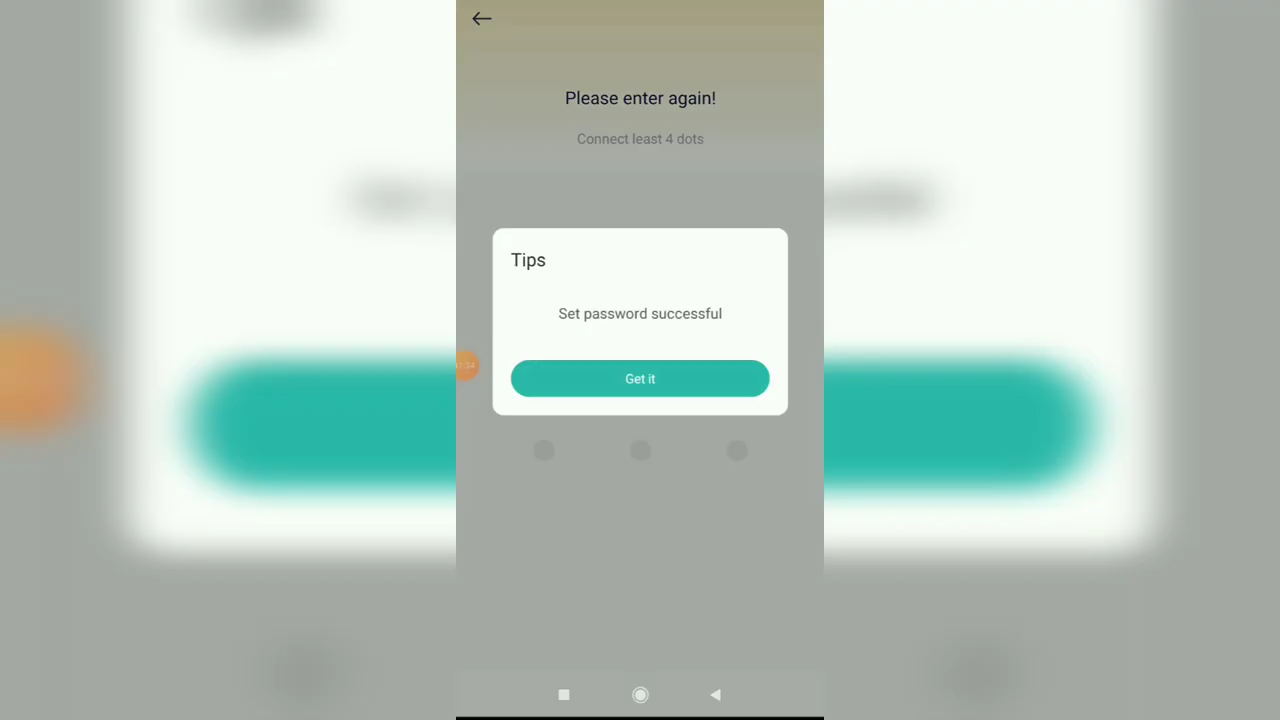 Please enter again!
Connect least 4 dots
Tips
Set password successful
Get it